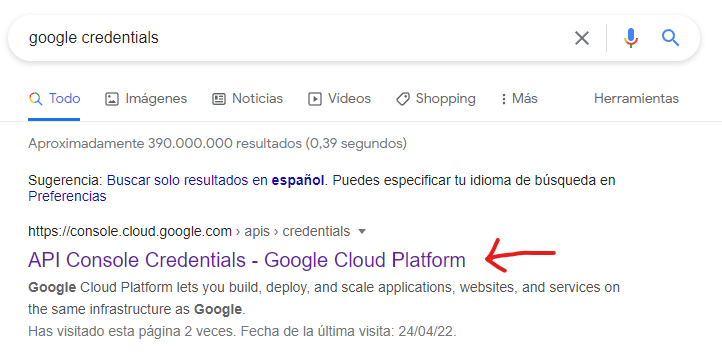 google credentials
Todo Imágenes Noticias Videos Shopping Más Herramientas
Aproximadamente 390.000.000 resultados (0,39 segundos)
Sugerencia: Buscar solo resultados en español. Puedes especificar tu idioma de búsqueda en
Preferencias
https://console.cloud.google.com › apis › credentials
API Console Credentials - Google Cloud Platform
Google Cloud Platform lets you build, deploy, and scale applications, websites, and services on
the same infrastructure as Google.
Has visitado esta página 2 veces. Fecha de la última visita: 24/04/22.